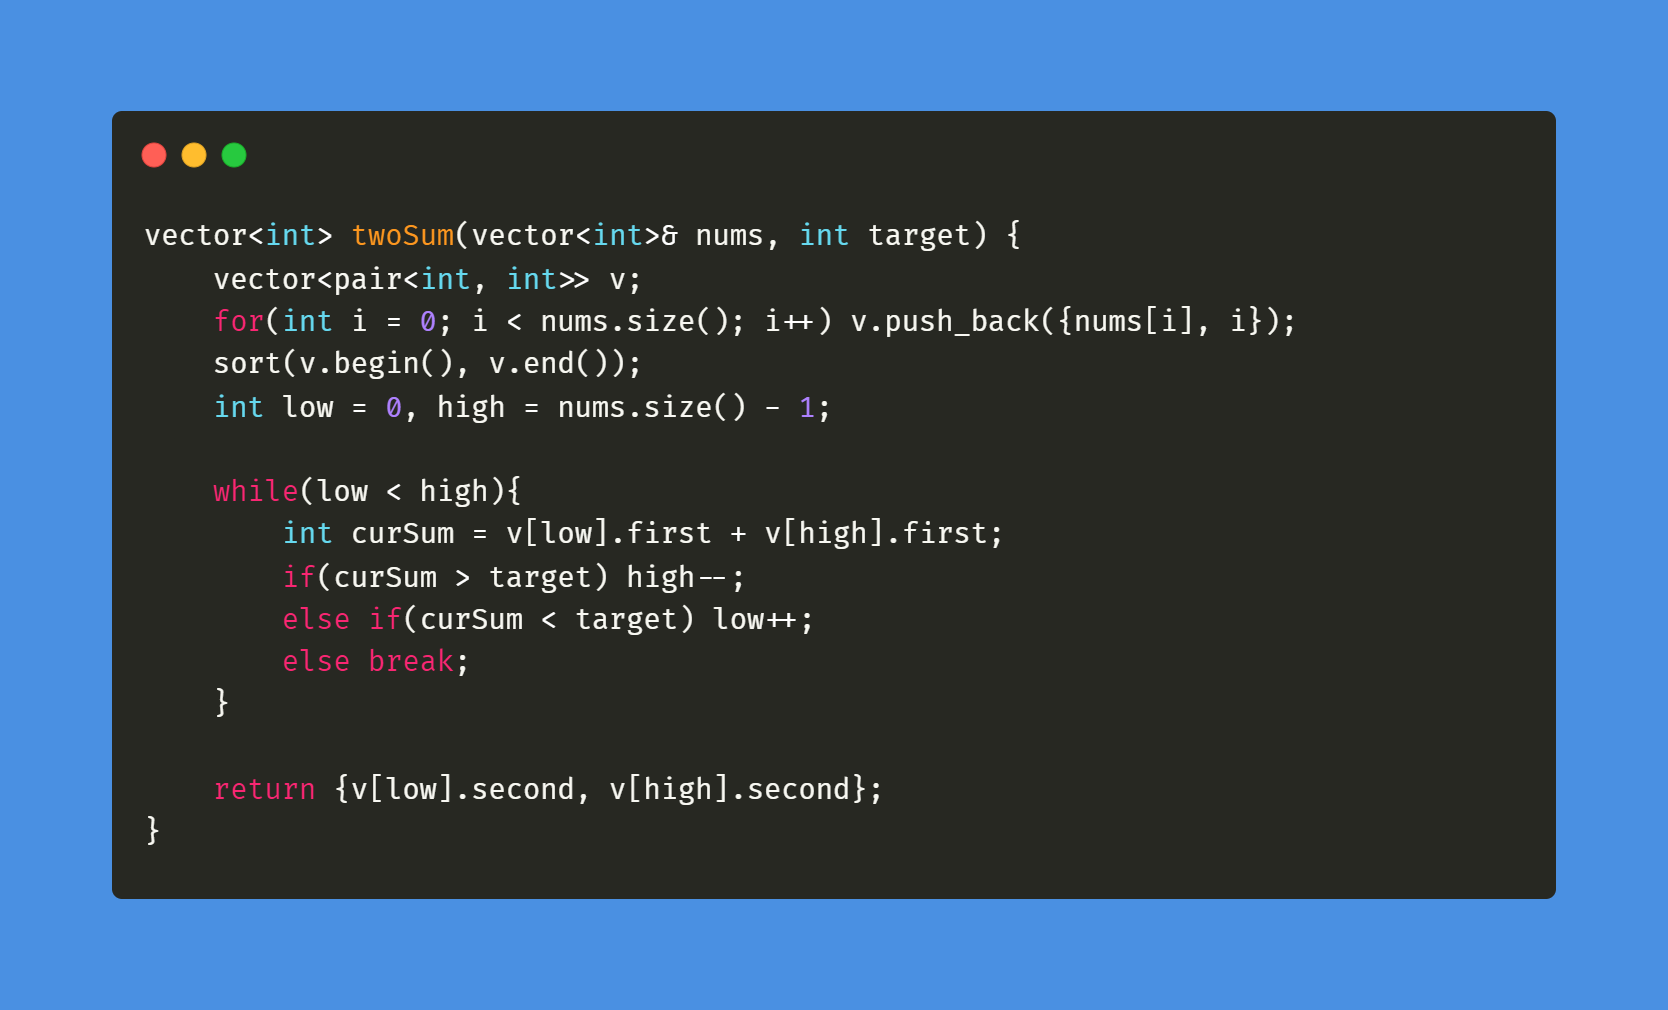 vector<int> twoSum(vector<int>& nums, int target) {
    vector<pair<int, int>> v;
    for(int i = 0; i < nums.size(); i++) v.push_back({nums[i], i});
    sort(v.begin(), v.end());
    int low = 0, high = nums.size() - 1;

    while(low < high){
        int curSum = v[low].first + v[high].first;
        if(curSum > target) high--;
        else if(curSum < target) low++;
        else break;
    }

    return {v[low].second, v[high].second};
}